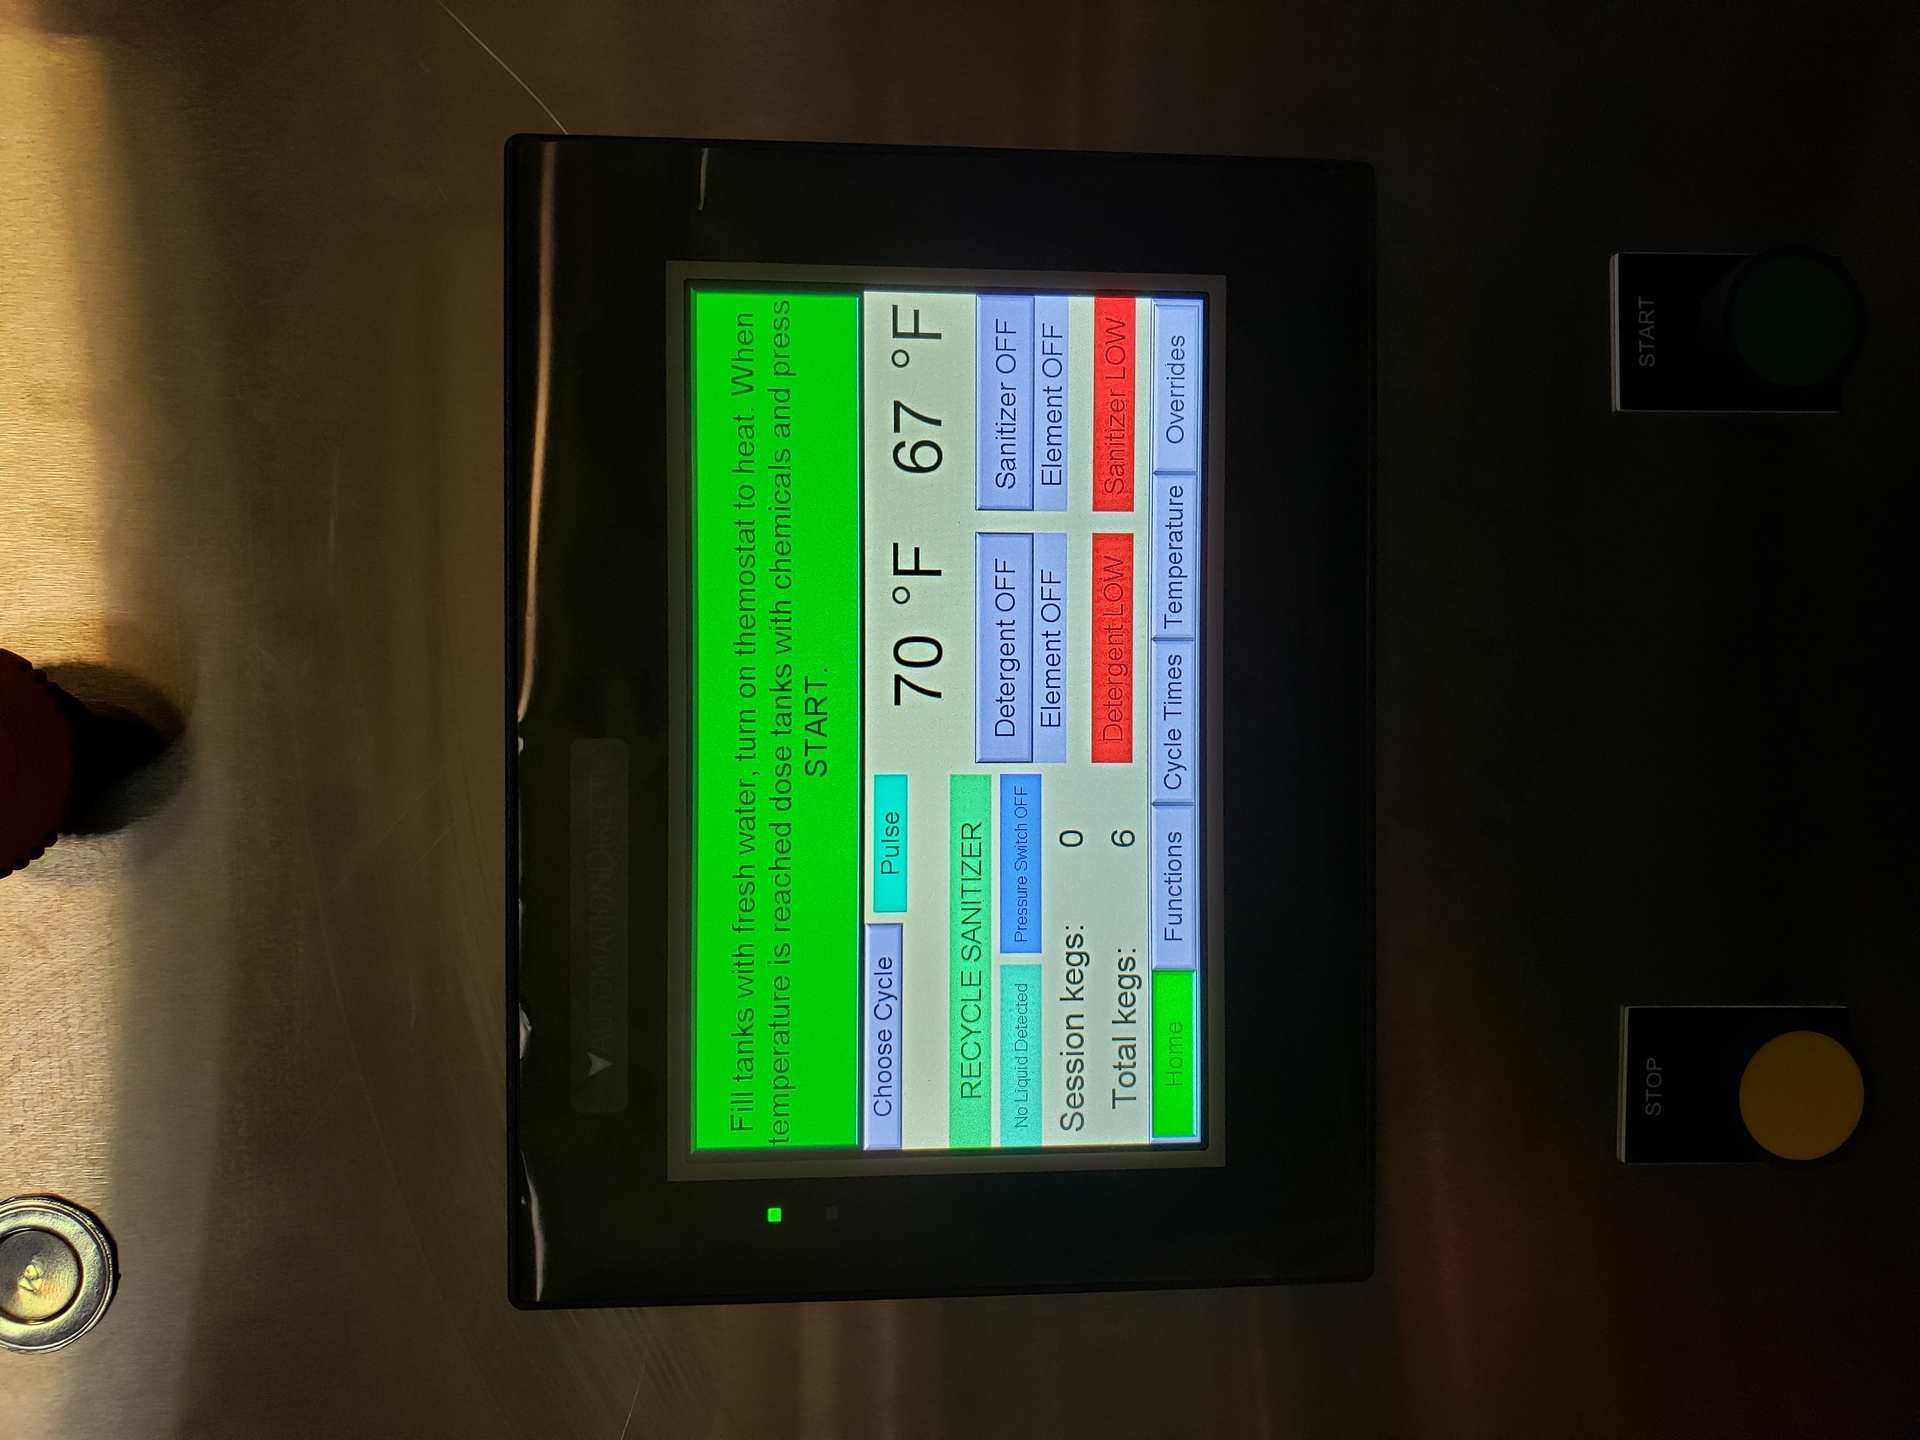 AUTOMATIONDIRECT
Fill tanks with fresh water, turn on themostat to heat. When
temperature is reached dose tanks with chemicals and press
START.
Choose Cycle
Pulse
70 °F
67 °F
RECYCLE SANITIZER
Detergent OFF
Sanitizer OFF
No Liquid Detected
Pressure Switch OFF
Element OFF
Element OFF
Session kegs: 0
Total kegs: 6
Detergent LOW
Sanitizer LOW
Home
Functions
Cycle Times
Temperature
Overrides
STOP
START